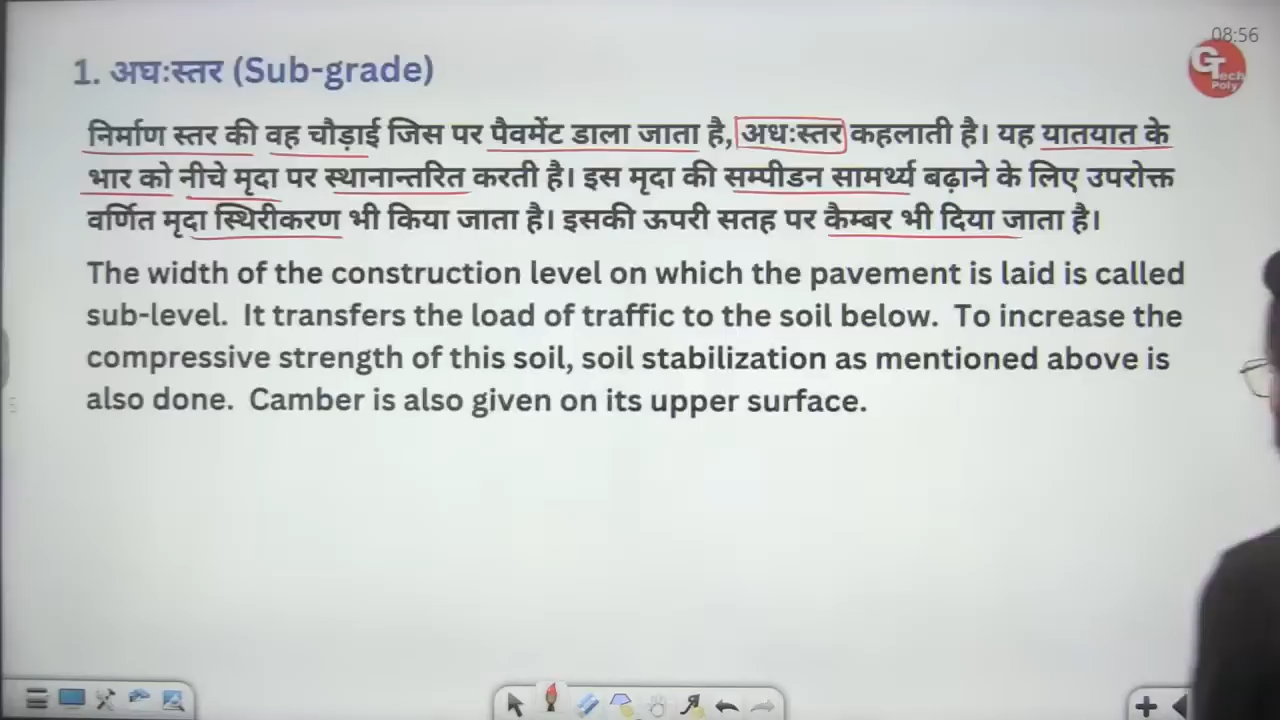 08:56
GTech Poly
1. अघःस्तर (Sub-grade)
निर्माण स्तर की वह चौड़ाई जिस पर पैवमेंट डाला जाता है, अधःस्तर कहलाती है। यह यातयात के
भार को नीचे मृदा पर स्थानान्तरित करती है। इस मृदा की सम्पीडन सामर्थ्य बढ़ाने के लिए उपरोक्त
वर्णित मृदा स्थिरीकरण भी किया जाता है। इसकी ऊपरी सतह पर कैम्बर भी दिया जाता है।
The width of the construction level on which the pavement is laid is called
sub-level. It transfers the load of traffic to the soil below. To increase the
compressive strength of this soil, soil stabilization as mentioned above is
also done. Camber is also given on its upper surface.